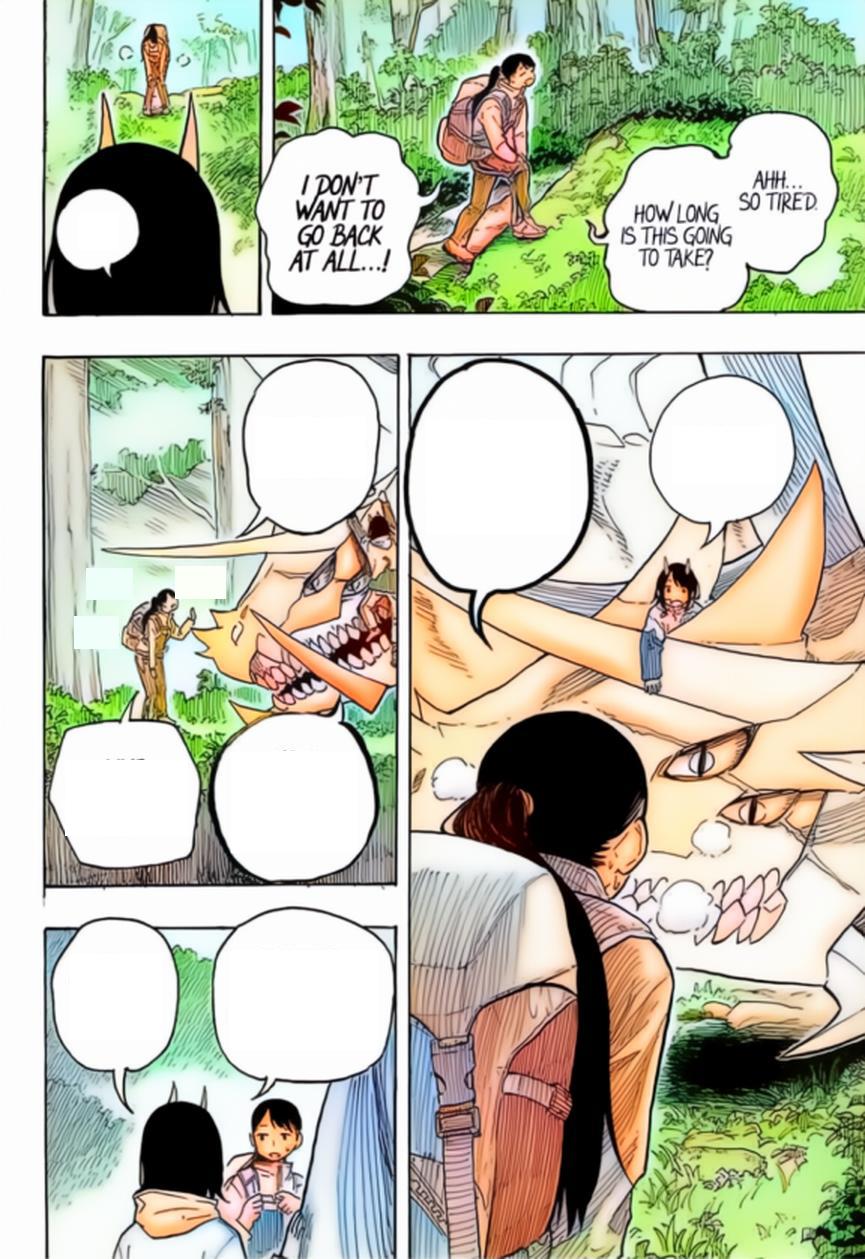 AHH...
SO TIRED.
HOW LONG
IS THIS GOING
TO TAKE?
I DON'T
WANT TO
GO BACK
AT ALL...!